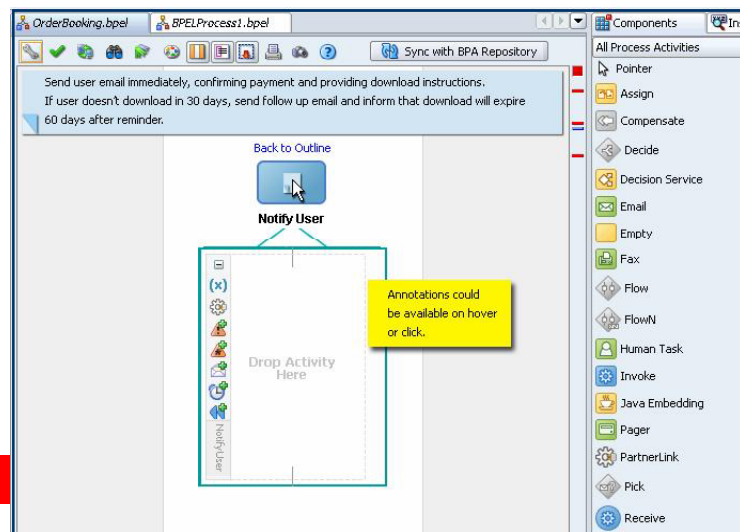 OrderBooking.bpel
BPELProcess1.bpel
Sync with BPA Repository
Send user email immediately, confirming payment and providing download instructions.
If user doesn't download in 30 days, send follow up email and inform that download will expire
60 days after reminder.
Back to Outline
Notify User
(x)
Annotations could
be available on hover
or click.
Drop Activity
Here
NotifyUser
Components
Ins
All Process Activities
Pointer
Assign
Compensate
Decide
Decision Service
Email
Empty
Fax
Flow
FlowN
Human Task
Invoke
Java Embedding
Pager
PartnerLink
Pick
Receive